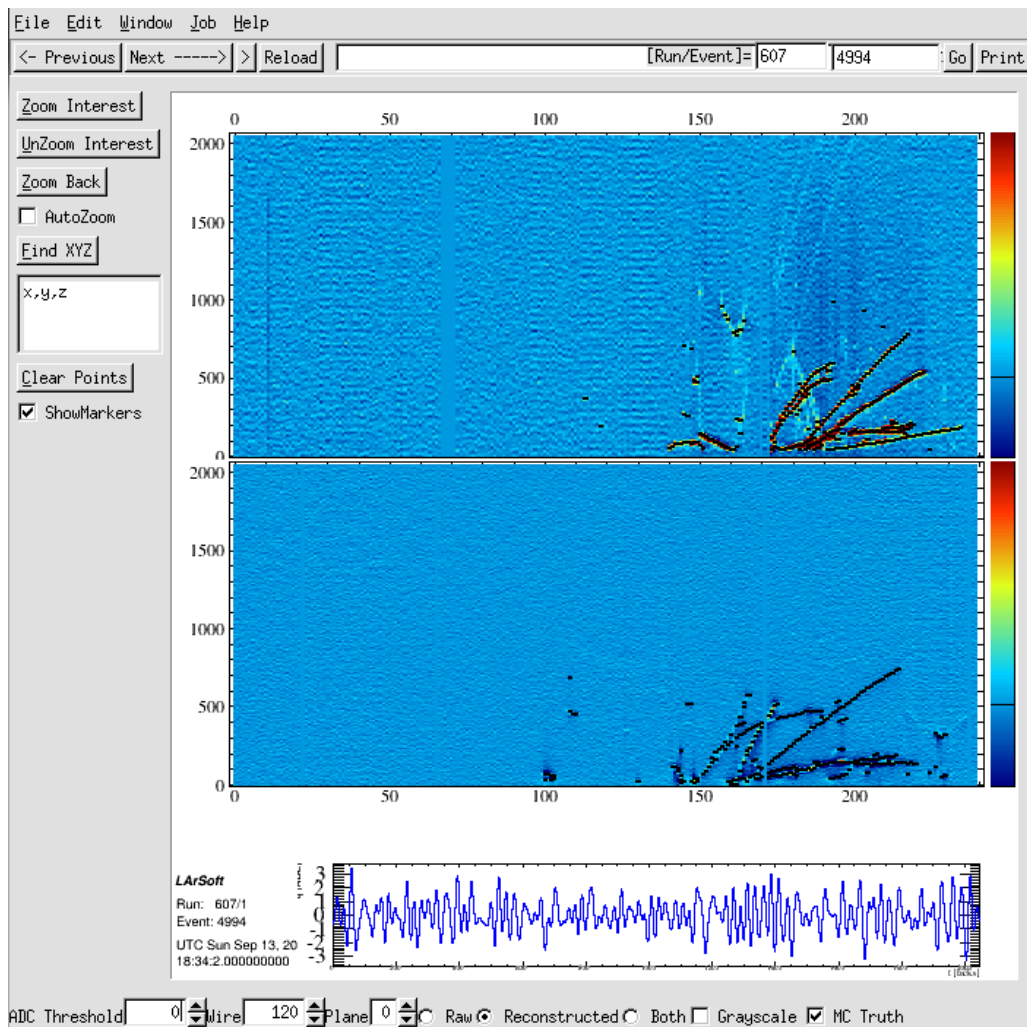 File Edit Window Job Help
<- Previous Next -----> > Reload [Run/Event]= 607 4994 Go Print
Zoom Interest
UnZoom Interest
Zoom Back
AutoZoom
Find XYZ
x,y,z
Clear Points
ShowMarkers
0 50 100 150 200
2000
1500
1000
500
0
2000
1500
1000
500
0
0 50 100 150 200
LArSoft
Run: 607/1
Event: 4994
UTC Sun Sep 13, 20
18:34:2.000000000
3
2
1
0
-1
-2
-3
t [ticks]
ADC Threshold 0 Wire 120 Plane 0 Raw Reconstructed Both Grayscale MC Truth